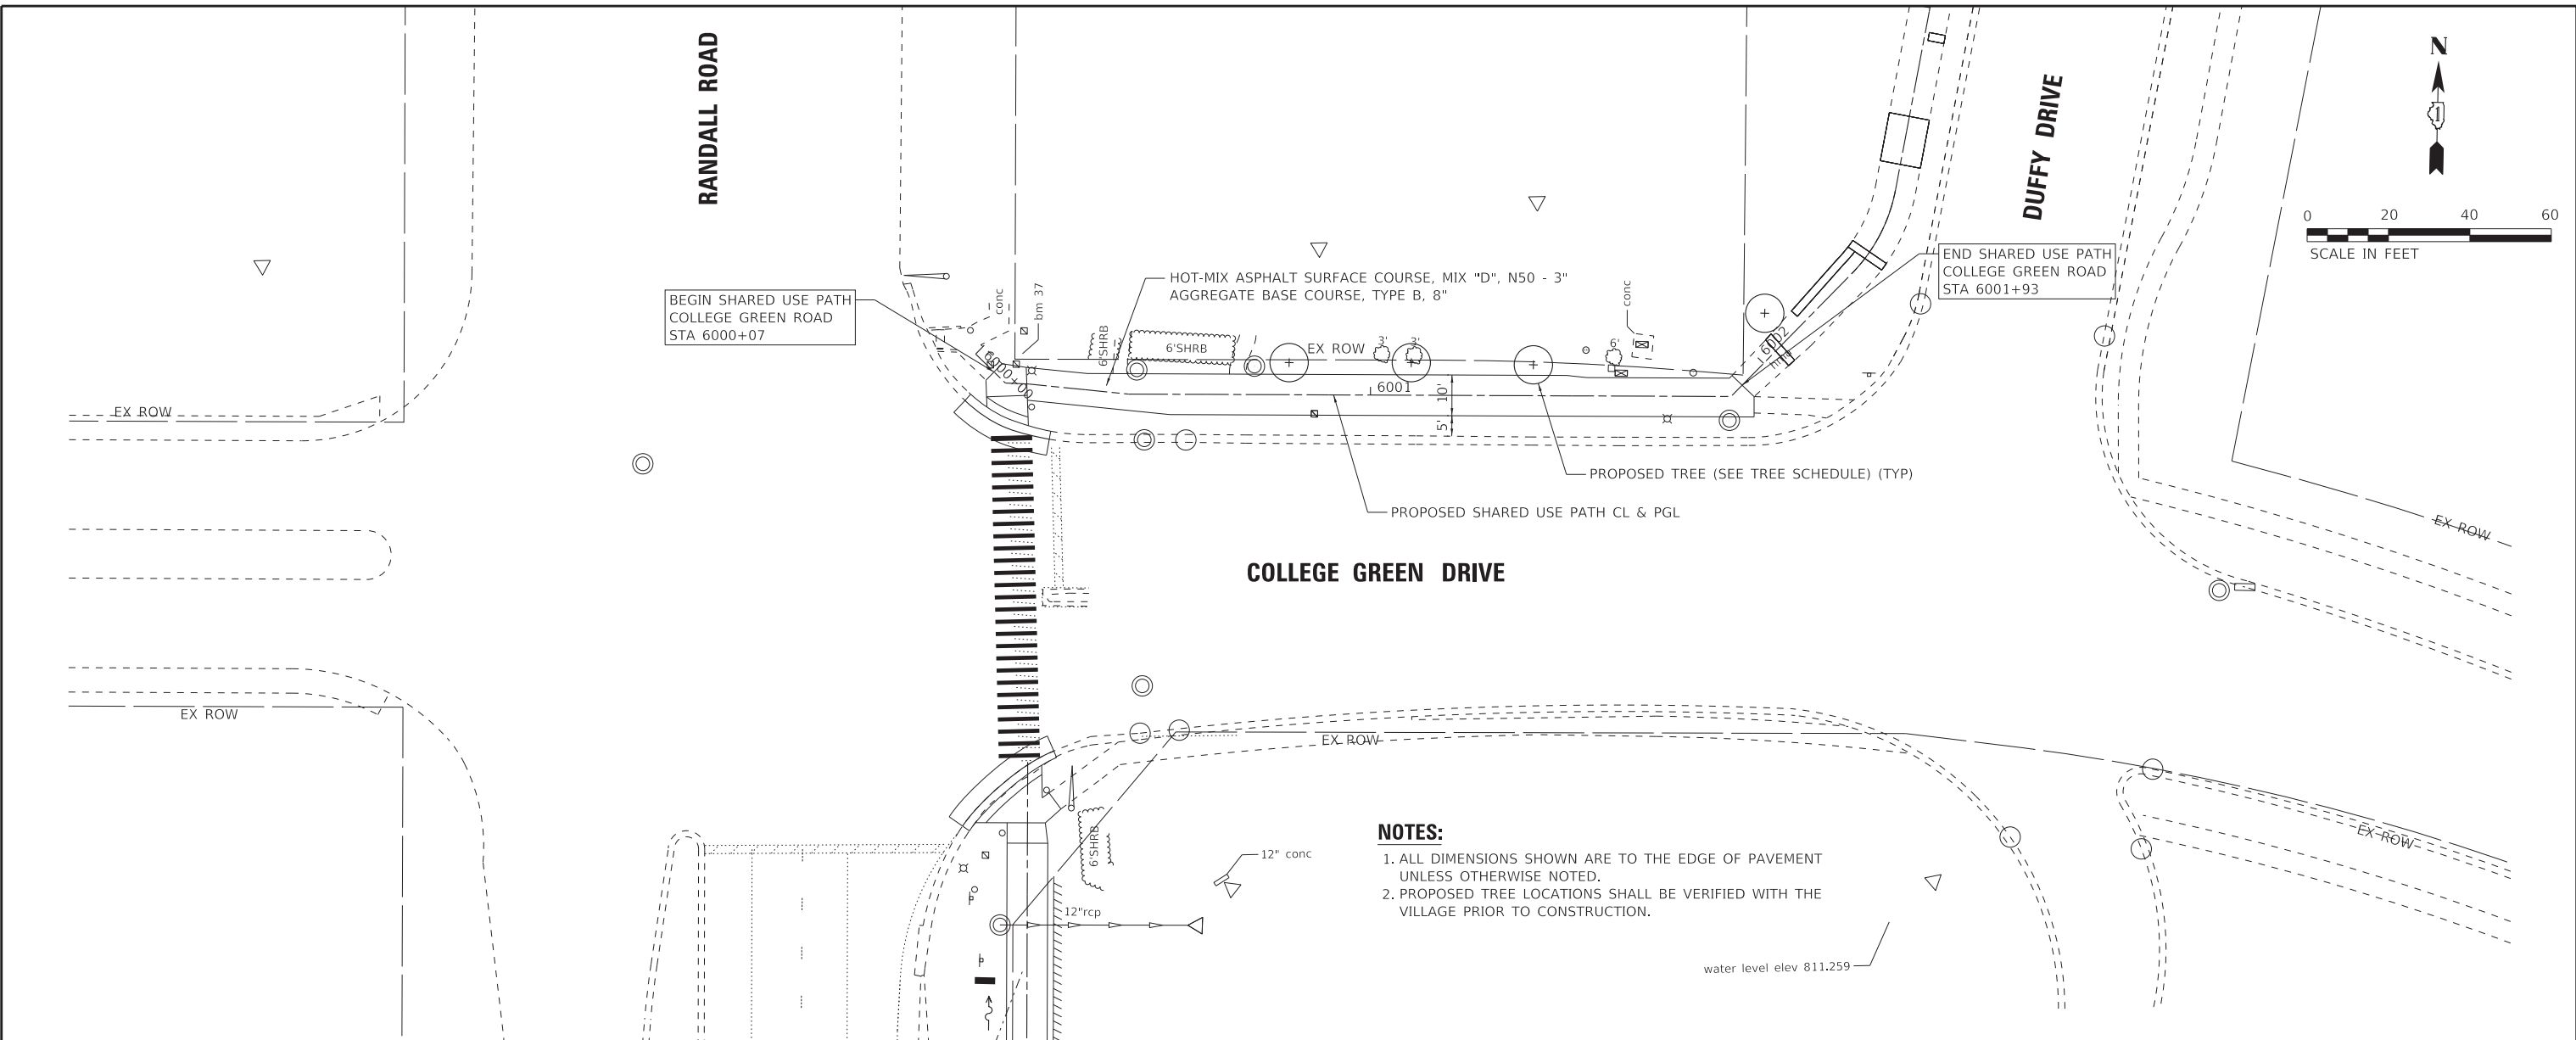 RANDALL ROAD
DUFFY DRIVE
N
1
0 20 40 60
SCALE IN FEET
BEGIN SHARED USE PATH
COLLEGE GREEN ROAD
STA 6000+07
conc
bm 37
HOT-MIX ASPHALT SURFACE COURSE, MIX "D", N50 - 3"
AGGREGATE BASE COURSE, TYPE B, 8"
conc
END SHARED USE PATH
COLLEGE GREEN ROAD
STA 6001+93
6'SHRB
6'SHRB
EX ROW
3'
3'
6'
6000+00
6001
6002
10'
5'
EX ROW
PROPOSED TREE (SEE TREE SCHEDULE) (TYP)
PROPOSED SHARED USE PATH CL & PGL
EX ROW
COLLEGE GREEN DRIVE
EX ROW
EX ROW
EX ROW
6'SHRB
12" conc
12"rcp
NOTES:
1. ALL DIMENSIONS SHOWN ARE TO THE EDGE OF PAVEMENT
UNLESS OTHERWISE NOTED.
2. PROPOSED TREE LOCATIONS SHALL BE VERIFIED WITH THE
VILLAGE PRIOR TO CONSTRUCTION.
water level elev 811.259